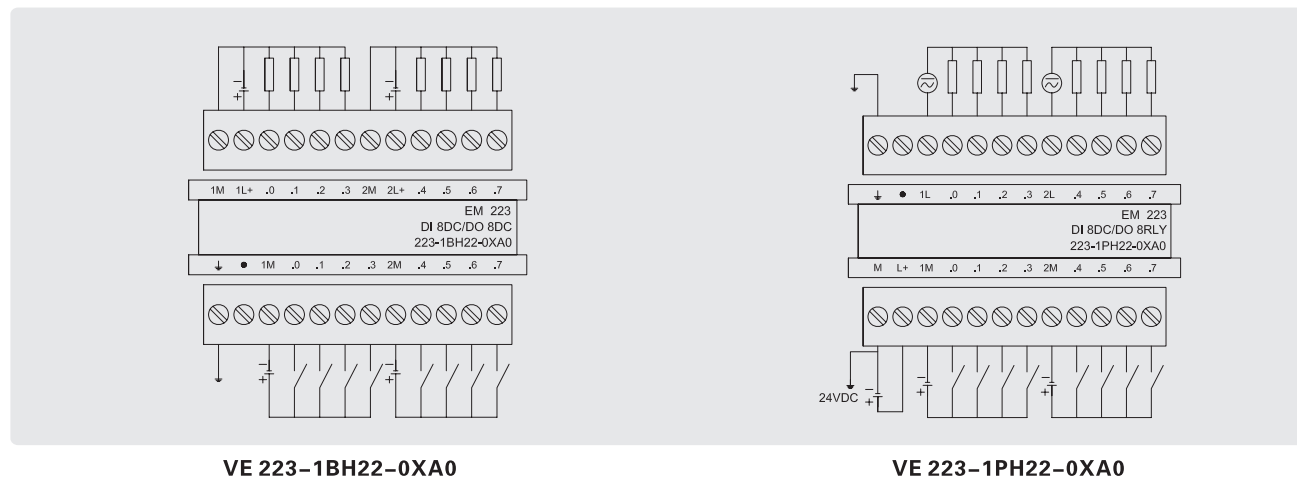 − + − +
1M 1L+ .0 .1 .2 .3 2M 2L+ .4 .5 .6 .7
EM 223
DI 8DC/DO 8DC
223-1BH22-0XA0
● 1M .0 .1 .2 .3 2M .4 .5 .6 .7
− + − +
VE 223–1BH22–0XA0
● 1L .0 .1 .2 .3 2L .4 .5 .6 .7
EM 223
DI 8DC/DO 8RLY
223-1PH22-0XA0
M L+ 1M .0 .1 .2 .3 2M .4 .5 .6 .7
24VDC − + − + − +
VE 223–1PH22–0XA0